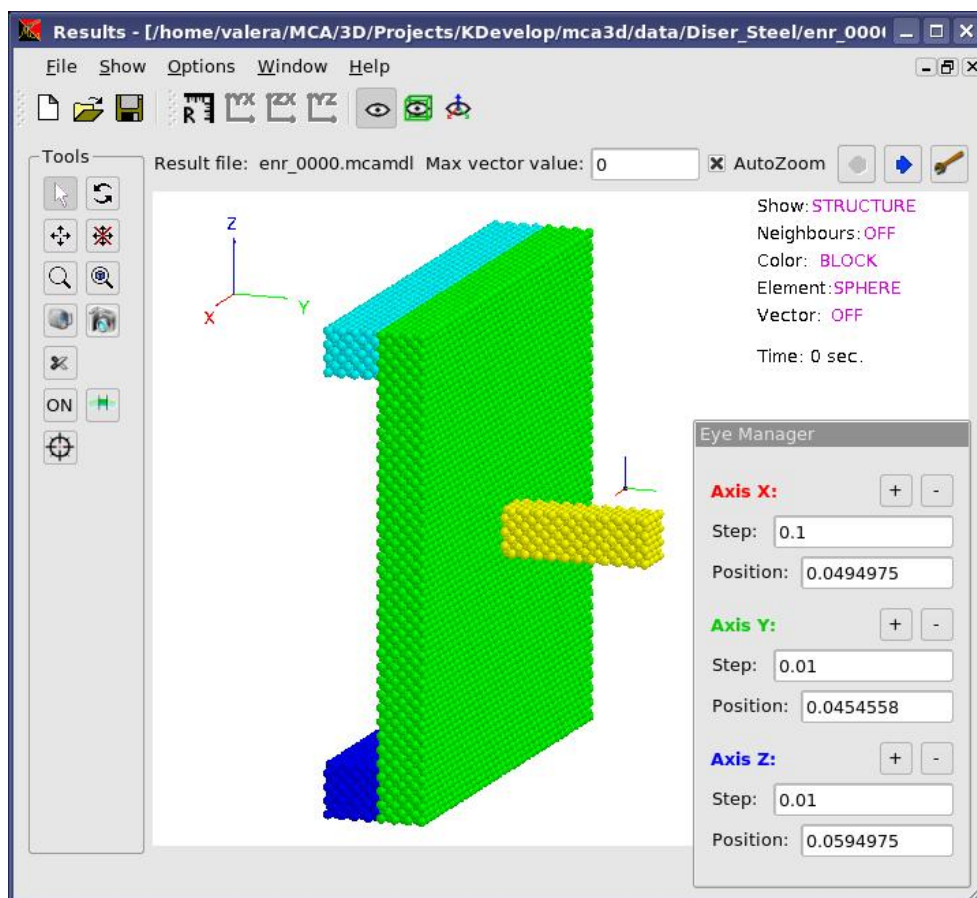 Results - [/home/valera/MCA/3D/Projects/KDevelop/mca3d/data/Diser_Steel/enr_000
File Show Options Window Help
R YX ZX YZ
Tools
Result file: enr_0000.mcamdl Max vector value: 0 AutoZoom
ON
Z
X
Y
Show:STRUCTURE
Neighbours:OFF
Color: BLOCK
Element:SPHERE
Vector: OFF
Time: 0 sec.
Eye Manager
Axis X: + -
Step: 0.1
Position: 0.0494975
Axis Y: + -
Step: 0.01
Position: 0.0454558
Axis Z: + -
Step: 0.01
Position: 0.0594975